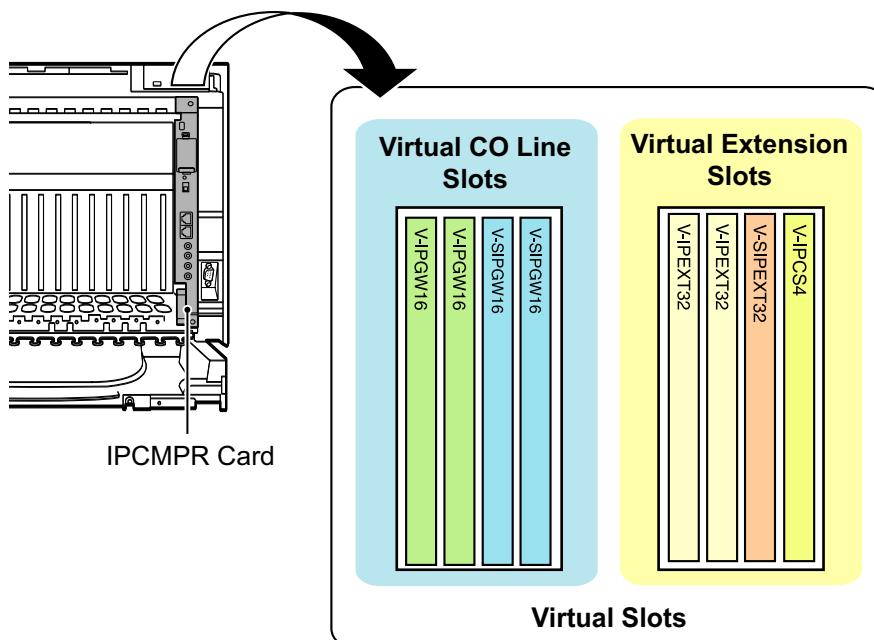 IPCMPR Card
Virtual CO Line
Slots
V-IPGW16
V-IPGW16
V-SIPGW16
V-SIPGW16
Virtual Extension
Slots
V-IPEXT32
V-IPEXT32
V-SIPEXT32
V-IPCS4
Virtual Slots